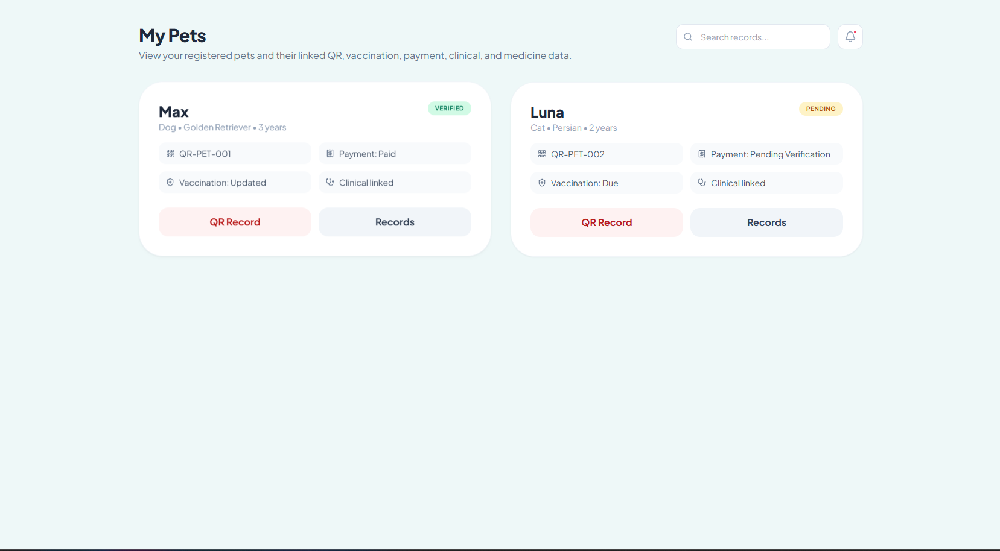 My Pets
View your registered pets and their linked QR, vaccination, payment, clinical, and medicine data.
Search records...
Max
VERIFIED
Dog • Golden Retriever • 3 years
QR-PET-001
Payment: Paid
Vaccination: Updated
Clinical linked
QR Record
Records
Luna
PENDING
Cat • Persian • 2 years
QR-PET-002
Payment: Pending Verification
Vaccination: Due
Clinical linked
QR Record
Records